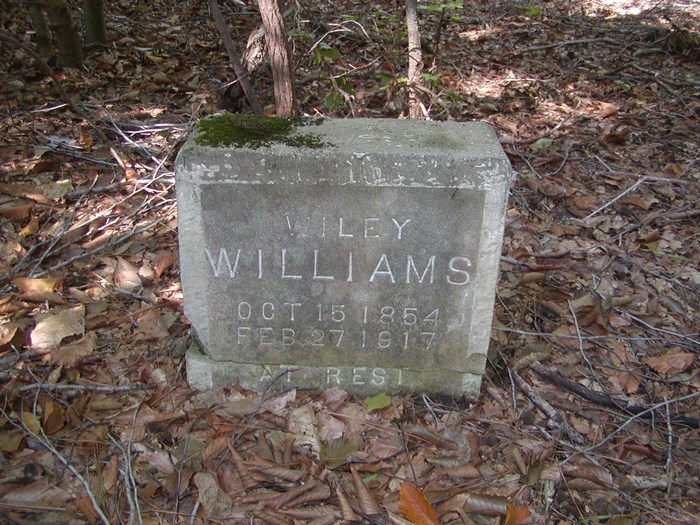 WILEY
WILLIAMS
OCT 15 1854
FEB 27 1917
AT REST